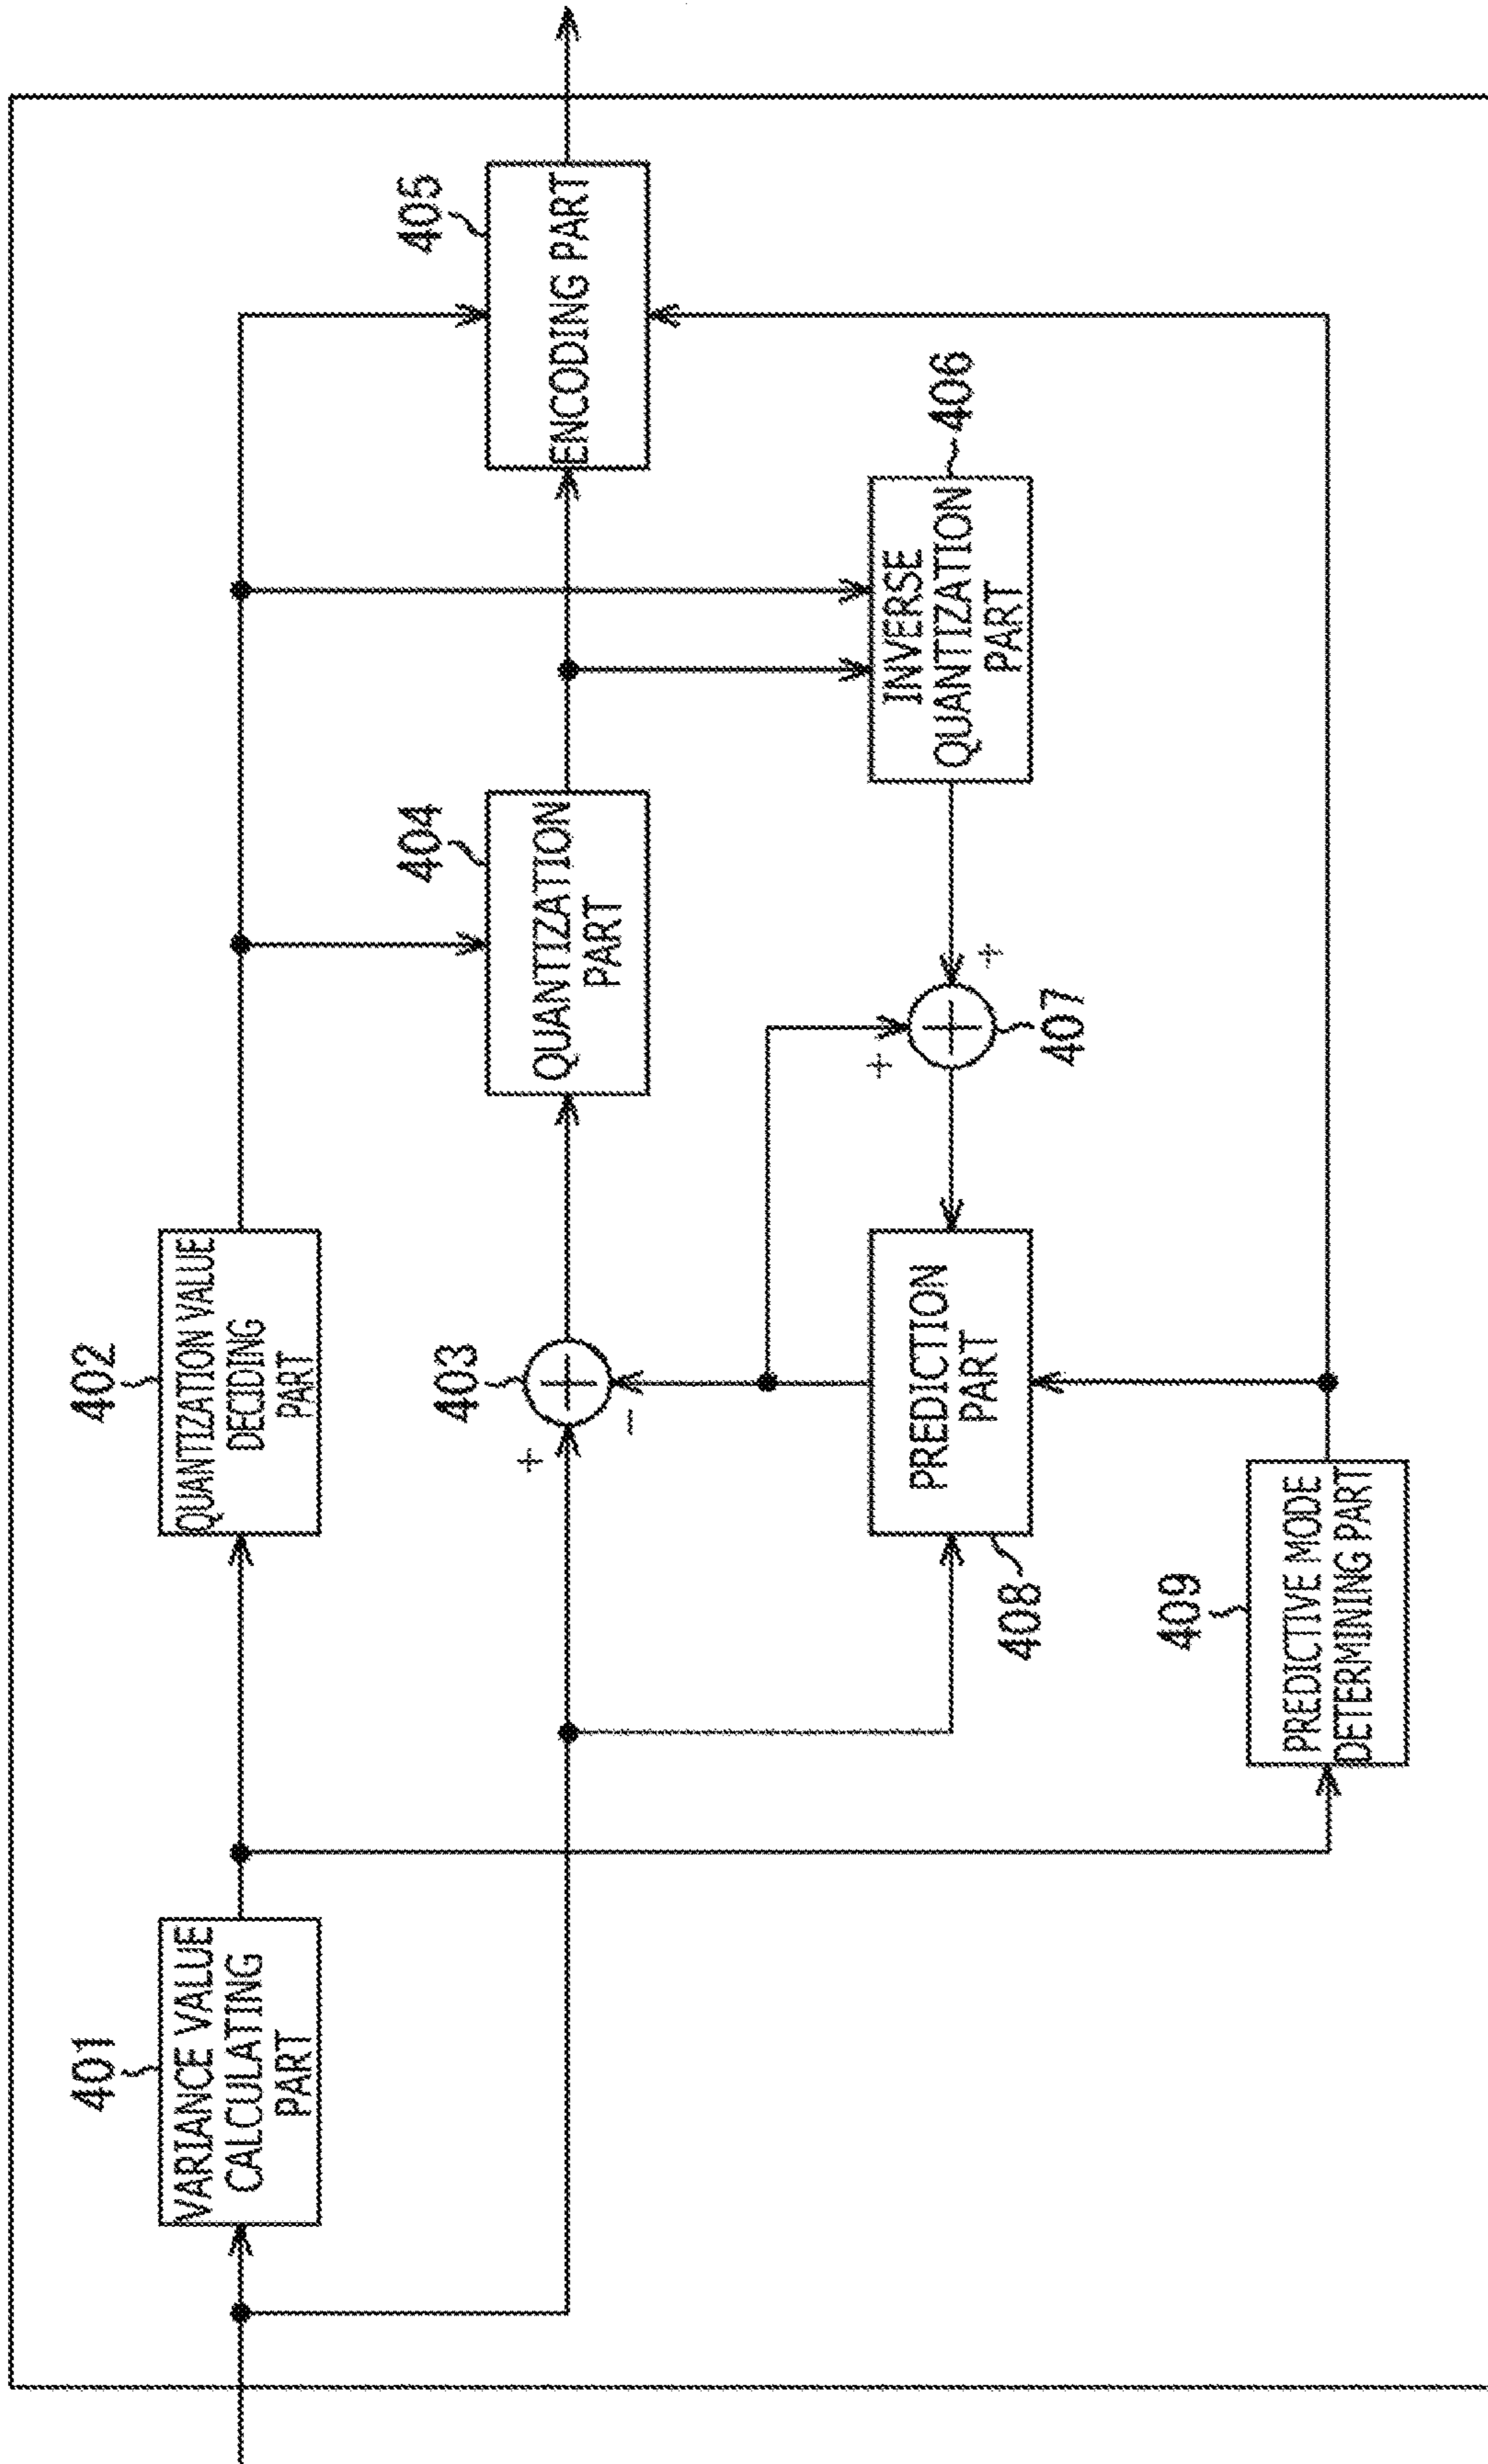 401
VARIANCE VALUE
CALCULATING
PART
402
QUANTIZATION VALUE
DECIDING
PART
403
+
−
404
QUANTIZATION
PART
405
ENCODING PART
408
PREDICTION
PART
+
+
407
406
INVERSE
QUANTIZATION
PART
409
PREDICTIVE MODE
DETERMINING PART